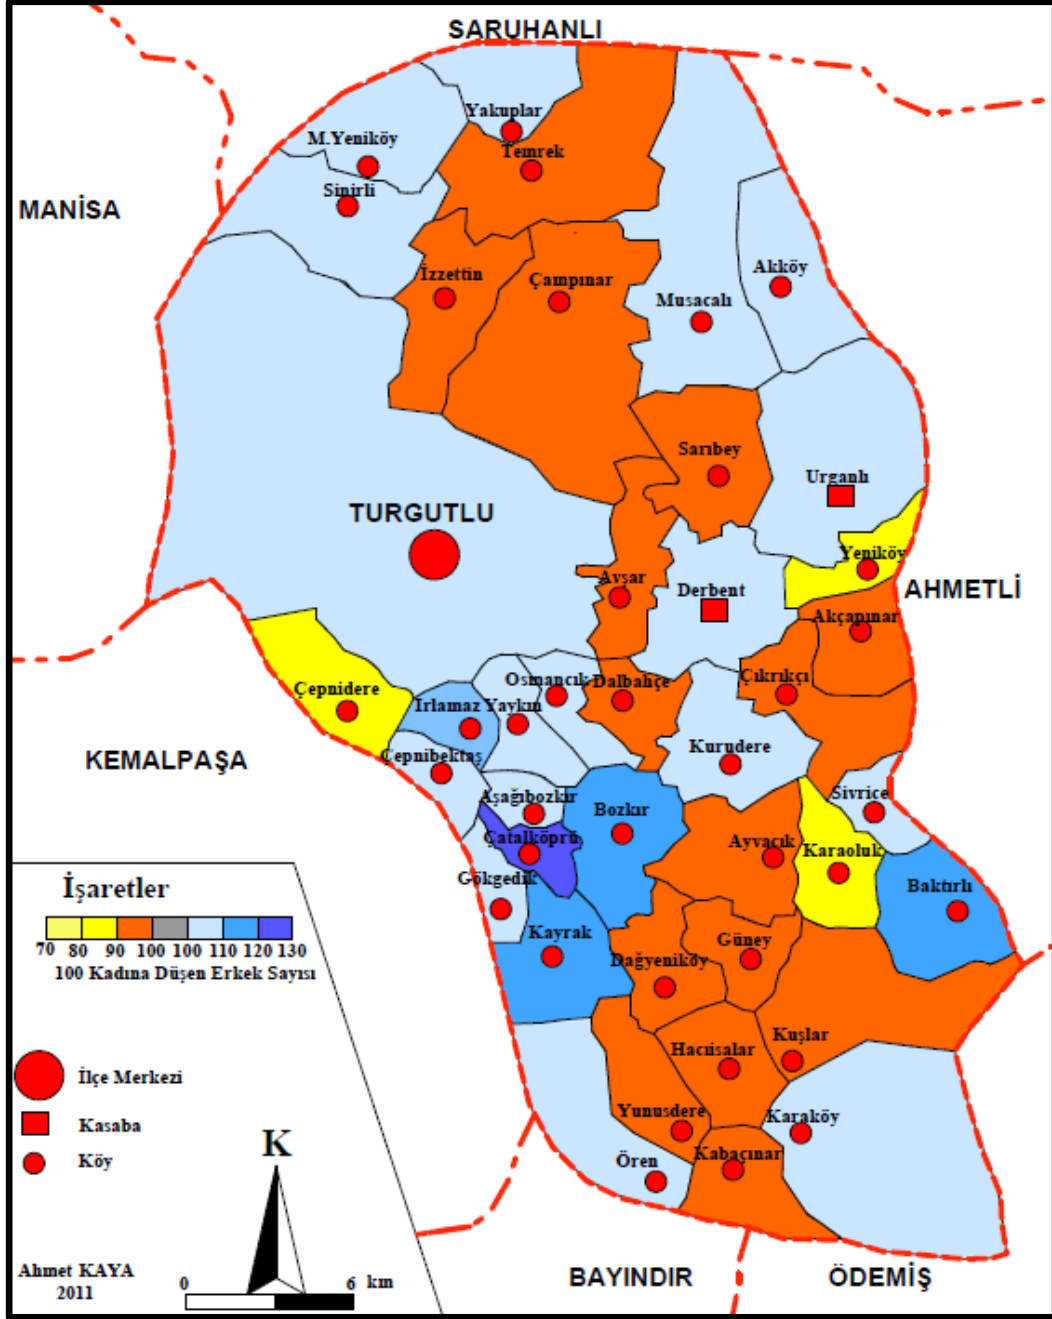 SARUHANLI
Yakuplar
M.Yeniköy
Temrek
Sinirli
MANİSA
Akköy
İzzettin
Çampınar
Musacalı
Sarıbey
Urganlı
TURGUTLU
Yeniköy
Avşar
Derbent
AHMETLİ
Akçapınar
Çepnidere
Osmancık
Dalbahçe
Çıkrıkçı
Irlamaz
Yaykın
Kurudere
KEMALPAŞA
Çepnibektaş
Sivrice
Aşağıbozkır
Bozkır
Çatalköprü
Ayvacık
Karaoluk
Gökgedik
Baktırlı
İşaretler
70 80 90 100 100 110 120 130
100 Kadına Düşen Erkek Sayısı
Kayrak
Güney
Dağyeniköy
Hacıisalar
Kuşlar
İlçe Merkezi
Kasaba
Köy
Yunusdere
Karaköy
K
Ören
Kabaçınar
Ahmet KAYA
2011
0 6 km
BAYINDIR
ÖDEMİŞ